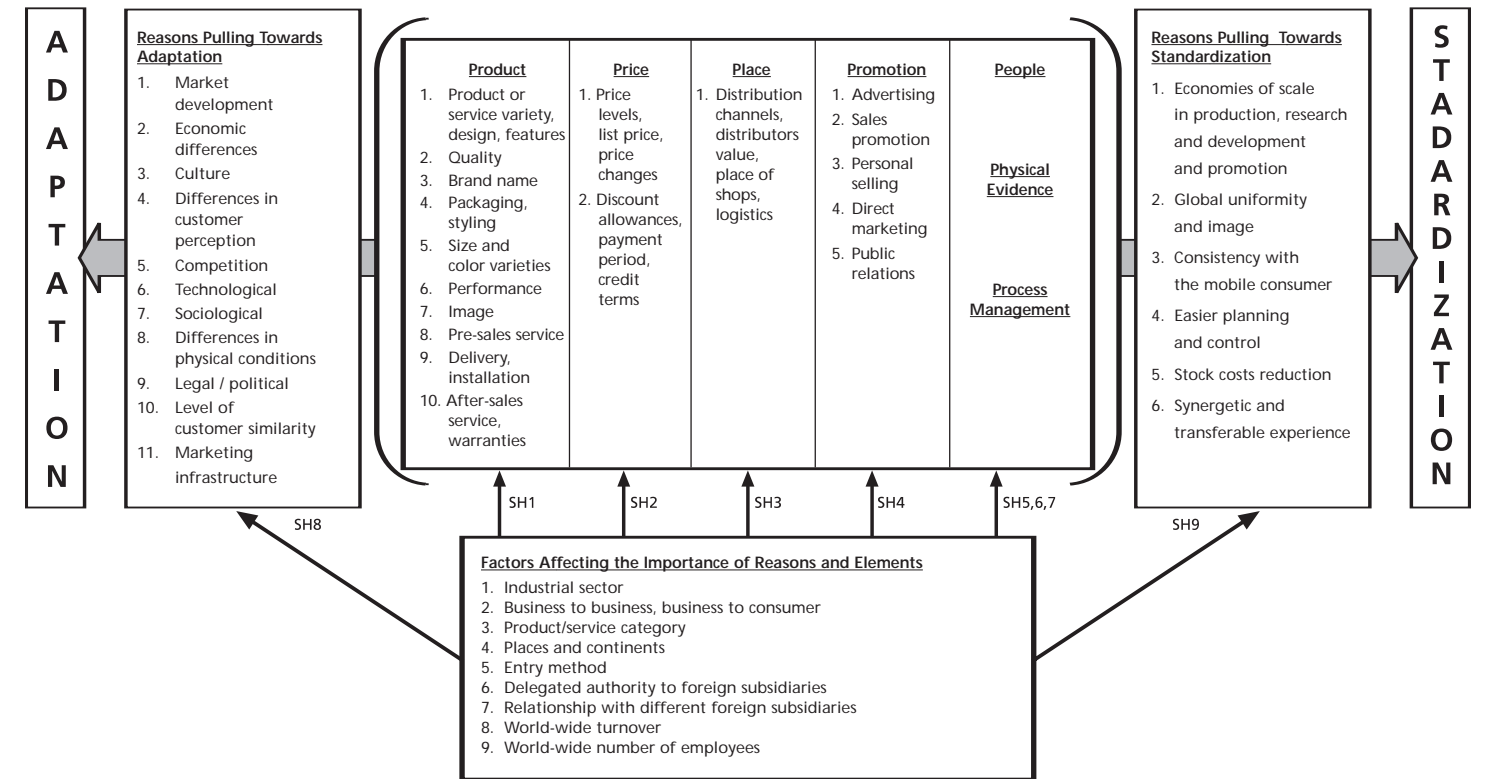 ADAPTATION
Reasons Pulling Towards
Adaptation
1. Market
development
2. Economic
differences
3. Culture
4. Differences in
customer
perception
5. Competition
6. Technological
7. Sociological
8. Differences in
physical conditions
9. Legal / political
10. Level of
customer similarity
11. Marketing
infrastructure
Product
1. Product or
service variety,
design, features
2. Quality
3. Brand name
4. Packaging,
styling
5. Size and
color varieties
6. Performance
7. Image
8. Pre-sales service
9. Delivery,
installation
10. After-sales
service,
warranties
Price
1. Price
levels,
list price,
price
changes
2. Discount
allowances,
payment
period,
credit
terms
Place
1. Distribution
channels,
distributors
value,
place of
shops,
logistics
Promotion
1. Advertising
2. Sales
promotion
3. Personal
selling
4. Direct
marketing
5. Public
relations
People
Physical
Evidence
Process
Management
Reasons Pulling Towards
Standardization
1. Economies of scale
in production, research
and development
and promotion
2. Global uniformity
and image
3. Consistency with
the mobile consumer
4. Easier planning
and control
5. Stock costs reduction
6. Synergetic and
transferable experience
STADARDIZATION
SH8
SH1
SH2
SH3
SH4
SH5,6,7
SH9
Factors Affecting the Importance of Reasons and Elements
1. Industrial sector
2. Business to business, business to consumer
3. Product/service category
4. Places and continents
5. Entry method
6. Delegated authority to foreign subsidiaries
7. Relationship with different foreign subsidiaries
8. World-wide turnover
9. World-wide number of employees